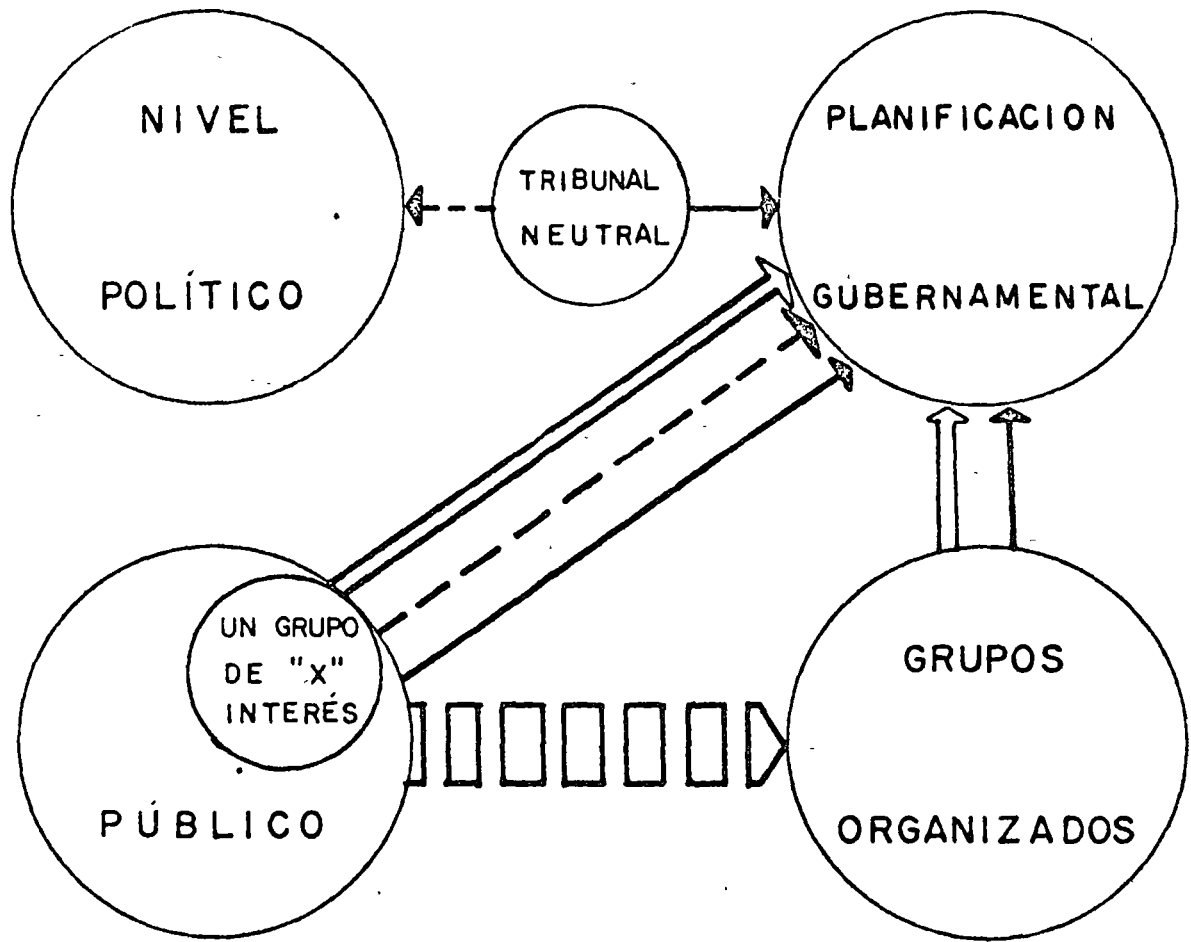 NIVEL
POLÍTICO
TRIBUNAL
NEUTRAL
PLANIFICACION
GUBERNAMENTAL
UN GRUPO
DE "X"
INTERÉS
PÚBLICO
GRUPOS
ORGANIZADOS